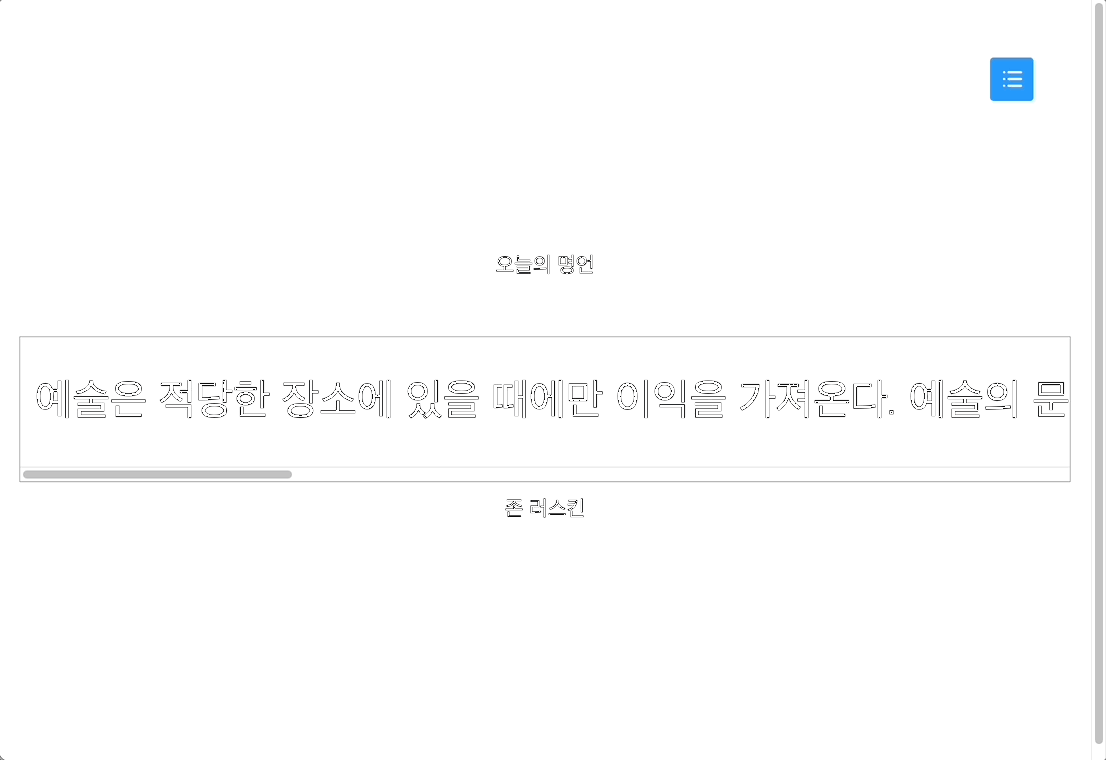 오늘의 명언
예술은 적당한 장소에 있을 때에만 이익을 가져온다. 예술의 문
존 러스킨